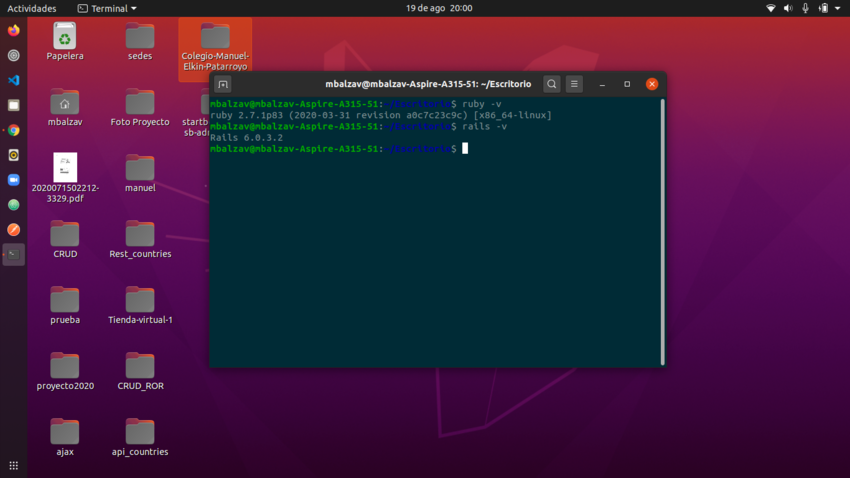 Actividades
Terminal
19 de ago 20:00
Papelera
sedes
Colegio-Manuel-
Elkin-Patarroyo
mbalzav
Foto Proyecto
startb
sb-adm
2020071502212-
3329.pdf
manuel
CRUD
Rest_countries
prueba
Tienda-virtual-1
proyecto2020
CRUD_ROR
ajax
api_countries
mbalzav@mbalzav-Aspire-A315-51: ~/Escritorio
mbalzav@mbalzav-Aspire-A315-51:~/Escritorio$ ruby -v
ruby 2.7.1p83 (2020-03-31 revision a0c7c23c9c) [x86_64-linux]
mbalzav@mbalzav-Aspire-A315-51:~/Escritorio$ rails -v
Rails 6.0.3.2
mbalzav@mbalzav-Aspire-A315-51:~/Escritorio$